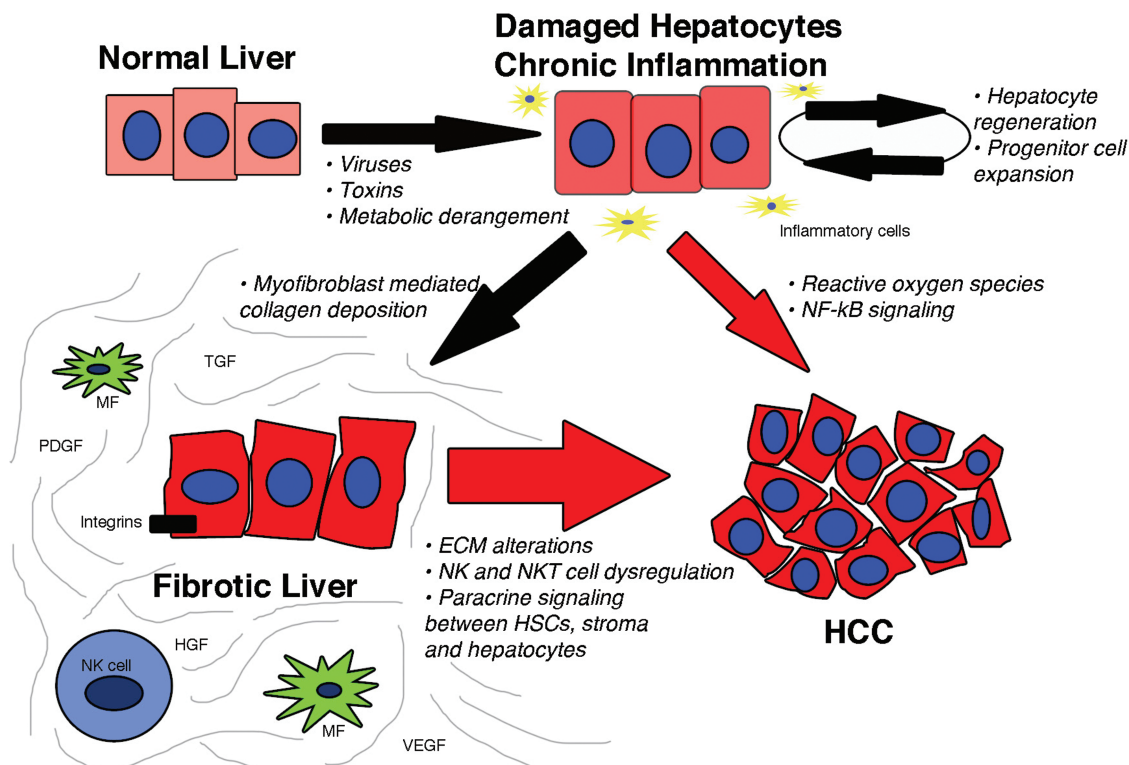 Normal Liver
Damaged Hepatocytes
Chronic Inflammation
• Viruses
• Toxins
• Metabolic derangement
• Hepatocyte
regeneration
• Progenitor cell
expansion
Inflammatory cells
• Myofibroblast mediated
collagen deposition
• Reactive oxygen species
• NF-kB signaling
TGF
MF
PDGF
Integrins
Fibrotic Liver
• ECM alterations
• NK and NKT cell dysregulation
• Paracrine signaling
between HSCs, stroma
and hepatocytes
HCC
HGF
NK cell
MF
VEGF